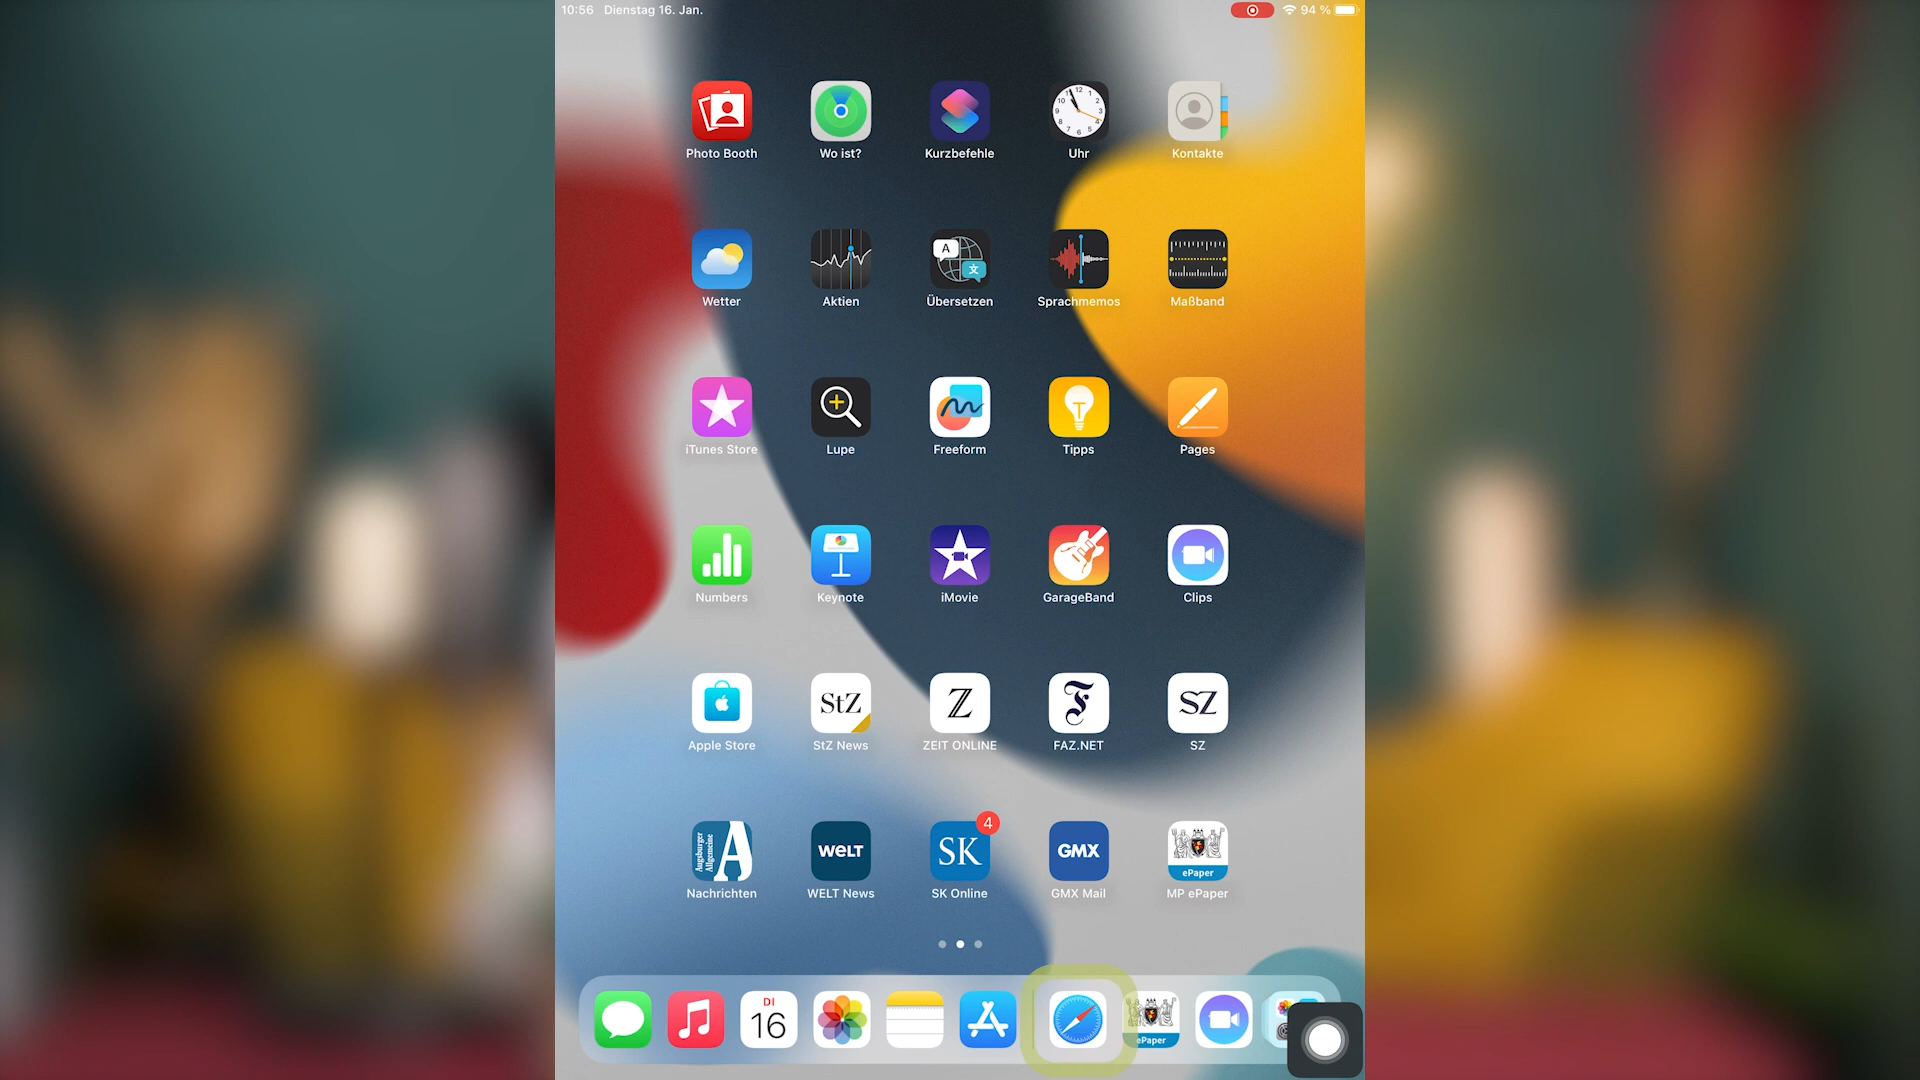 10:56 Dienstag 16. Jan. 94 %
Photo Booth
Wo ist?
Kurzbefehle
Uhr
Kontakte
A
文
Wetter
Aktien
Übersetzen
Sprachmemos
Maßband
iTunes Store
Lupe
Freeform
Tipps
Pages
Numbers
Keynote
iMovie
GarageBand
Clips
StZ
Z
F
SZ
Apple Store
StZ News
ZEIT ONLINE
FAZ.NET
SZ
Augsburger
Allgemeine
A
WELT
SK
4
GMX
ePaper
Nachrichten
WELT News
SK Online
GMX Mail
MP ePaper
DI
16
ePaper